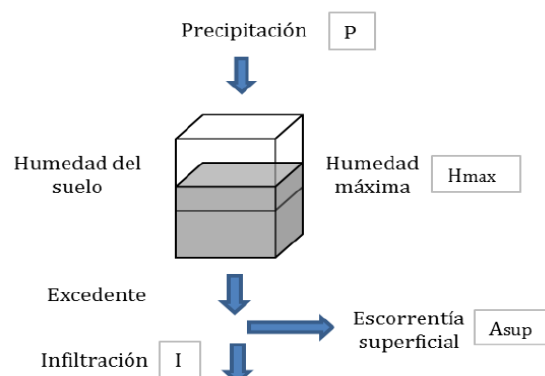 Precipitación P
Humedad del
suelo
Humedad
máxima
Hmax
Excedente
Escorrentía
superficial
Asup
Infiltración I